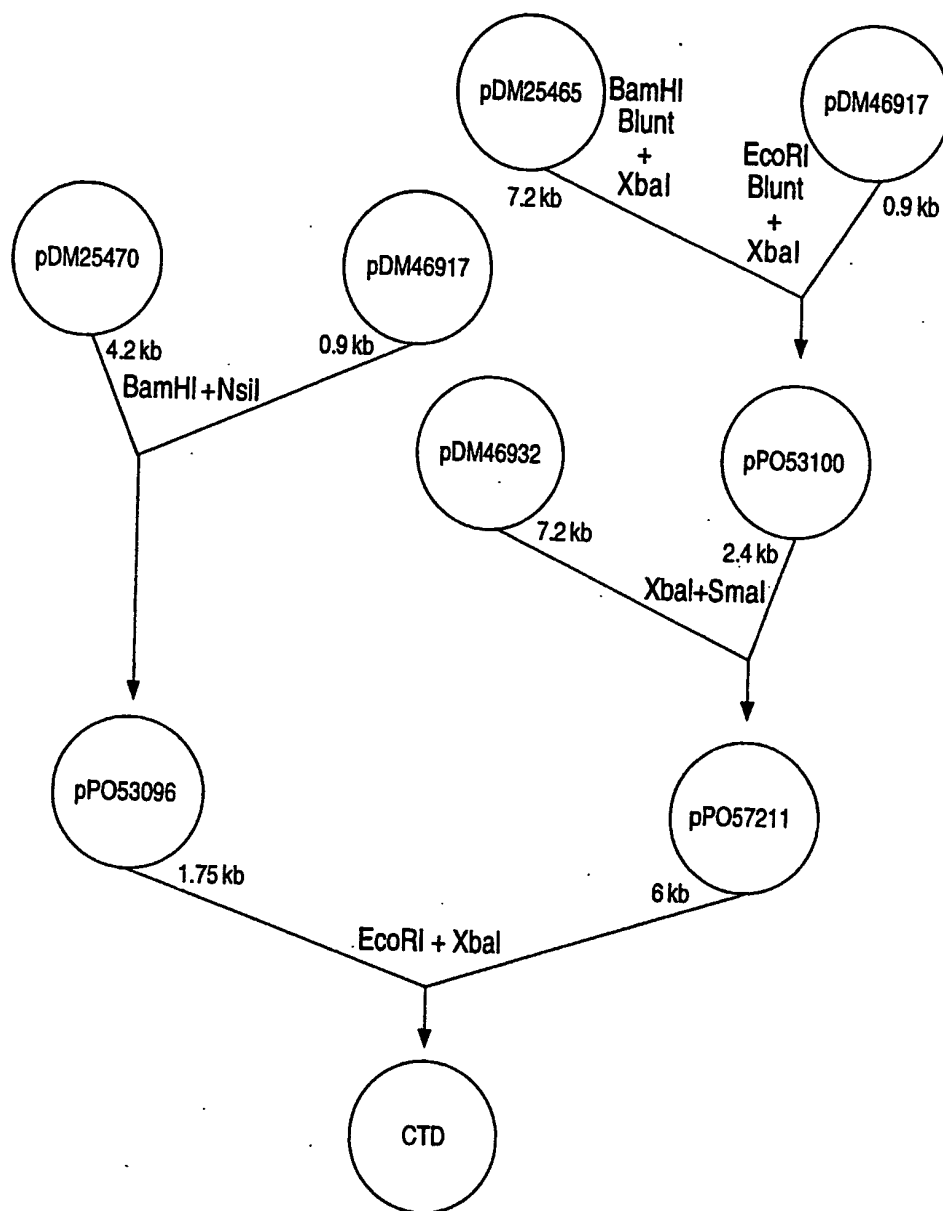 pDM25465
BamHI
Blunt
+
XbaI
7.2 kb
pDM46917
EcoRI
Blunt
+
XbaI
0.9 kb
pDM25470
pDM46917
4.2 kb
0.9 kb
BamHI + NsiI
pDM46932
pPO53100
7.2 kb
2.4 kb
XbaI+SmaI
pPO53096
pPO57211
1.75 kb
6 kb
EcoRI + XbaI
CTD